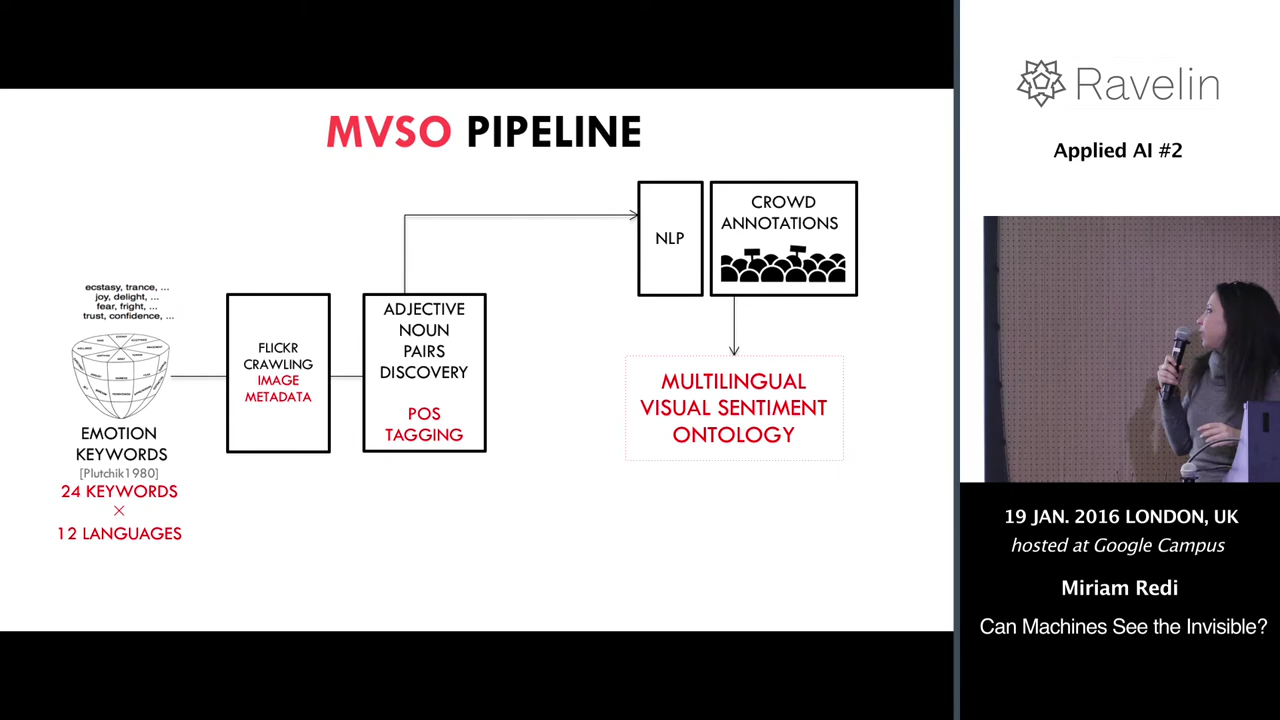 MVSO PIPELINE
ecstasy, trance, ...
joy, delight, ...
fear, fright, ...
trust, confidence, ...
EMOTION
KEYWORDS
[Plutchik1980]
24 KEYWORDS
×
12 LANGUAGES
FLICKR
CRAWLING
IMAGE
METADATA
ADJECTIVE
NOUN
PAIRS
DISCOVERY
POS
TAGGING
NLP
CROWD
ANNOTATIONS
MULTILINGUAL
VISUAL SENTIMENT
ONTOLOGY
Ravelin
Applied AI #2
19 JAN. 2016 LONDON, UK
hosted at Google Campus
Miriam Redi
Can Machines See the Invisible?